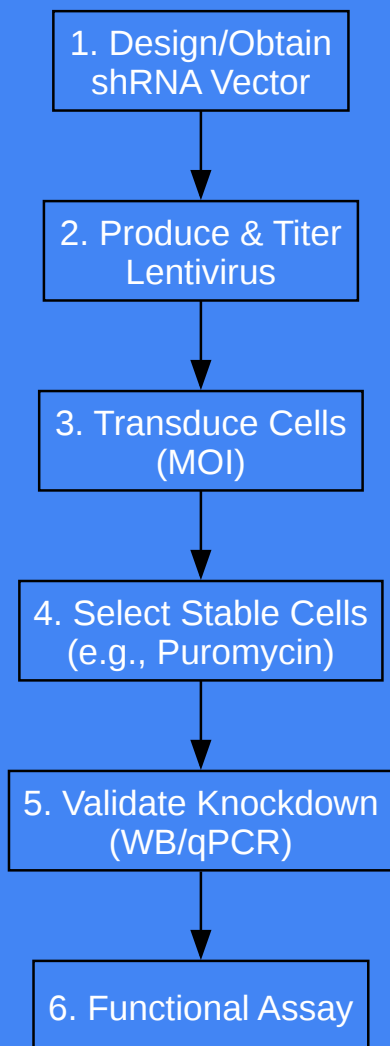 1. Design/Obtain
shRNA Vector
2. Produce & Titer
Lentivirus
3. Transduce Cells
(MOI)
4. Select Stable Cells
(e.g., Puromycin)
5. Validate Knockdown
(WB/qPCR)
6. Functional Assay